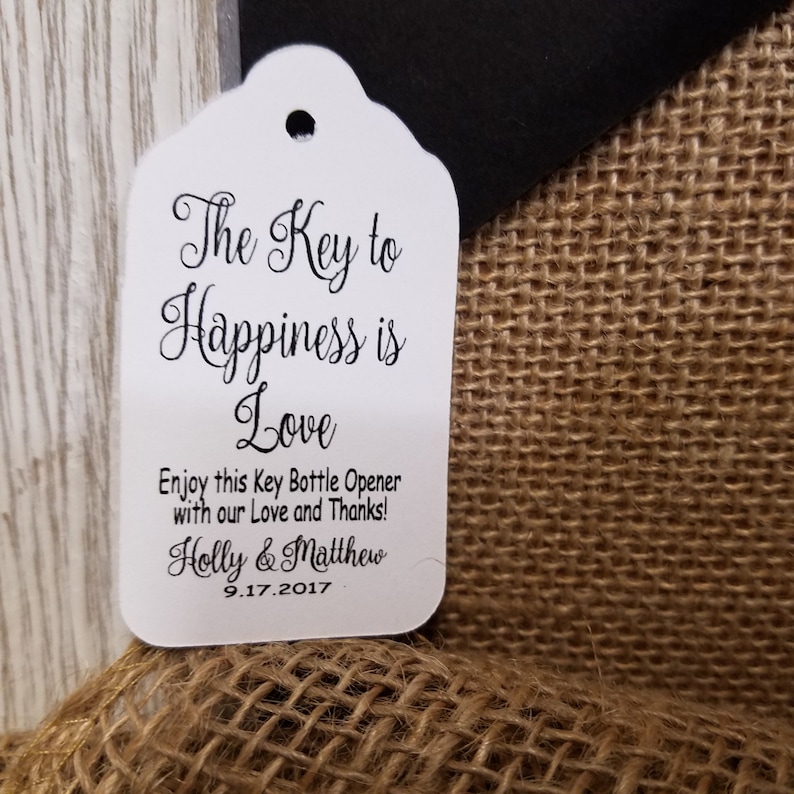 The Key to
Happiness is
Love
Enjoy this Key Bottle Opener
with our Love and Thanks!
Holly & Matthew
9.17.2017